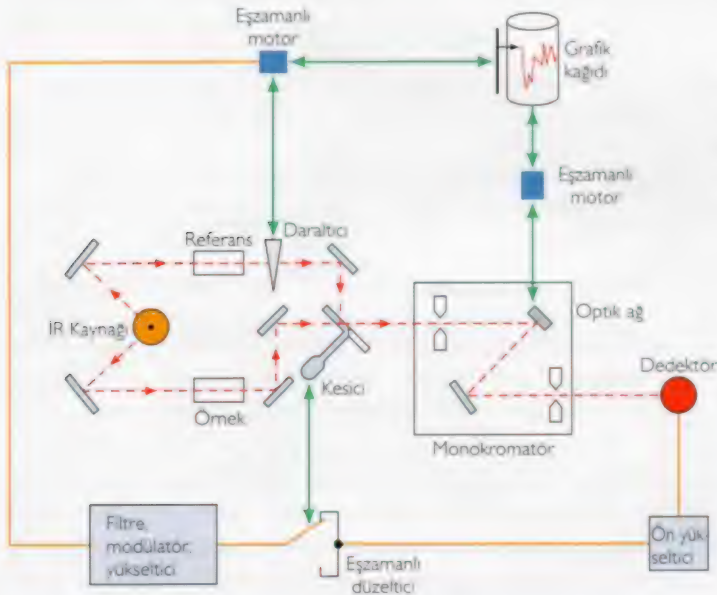 Eşzamanlı
motor
Grafik
kağıdı
Eşzamanlı
motor
Referans
Daraltıcı
IR Kaynağı
Optik ağ
Kesici
Dedektör
Örnek
Monokromatör
Filtre,
modülatör,
yükseltici
Eşzamanlı
düzeltici
Ön yük-
seltici